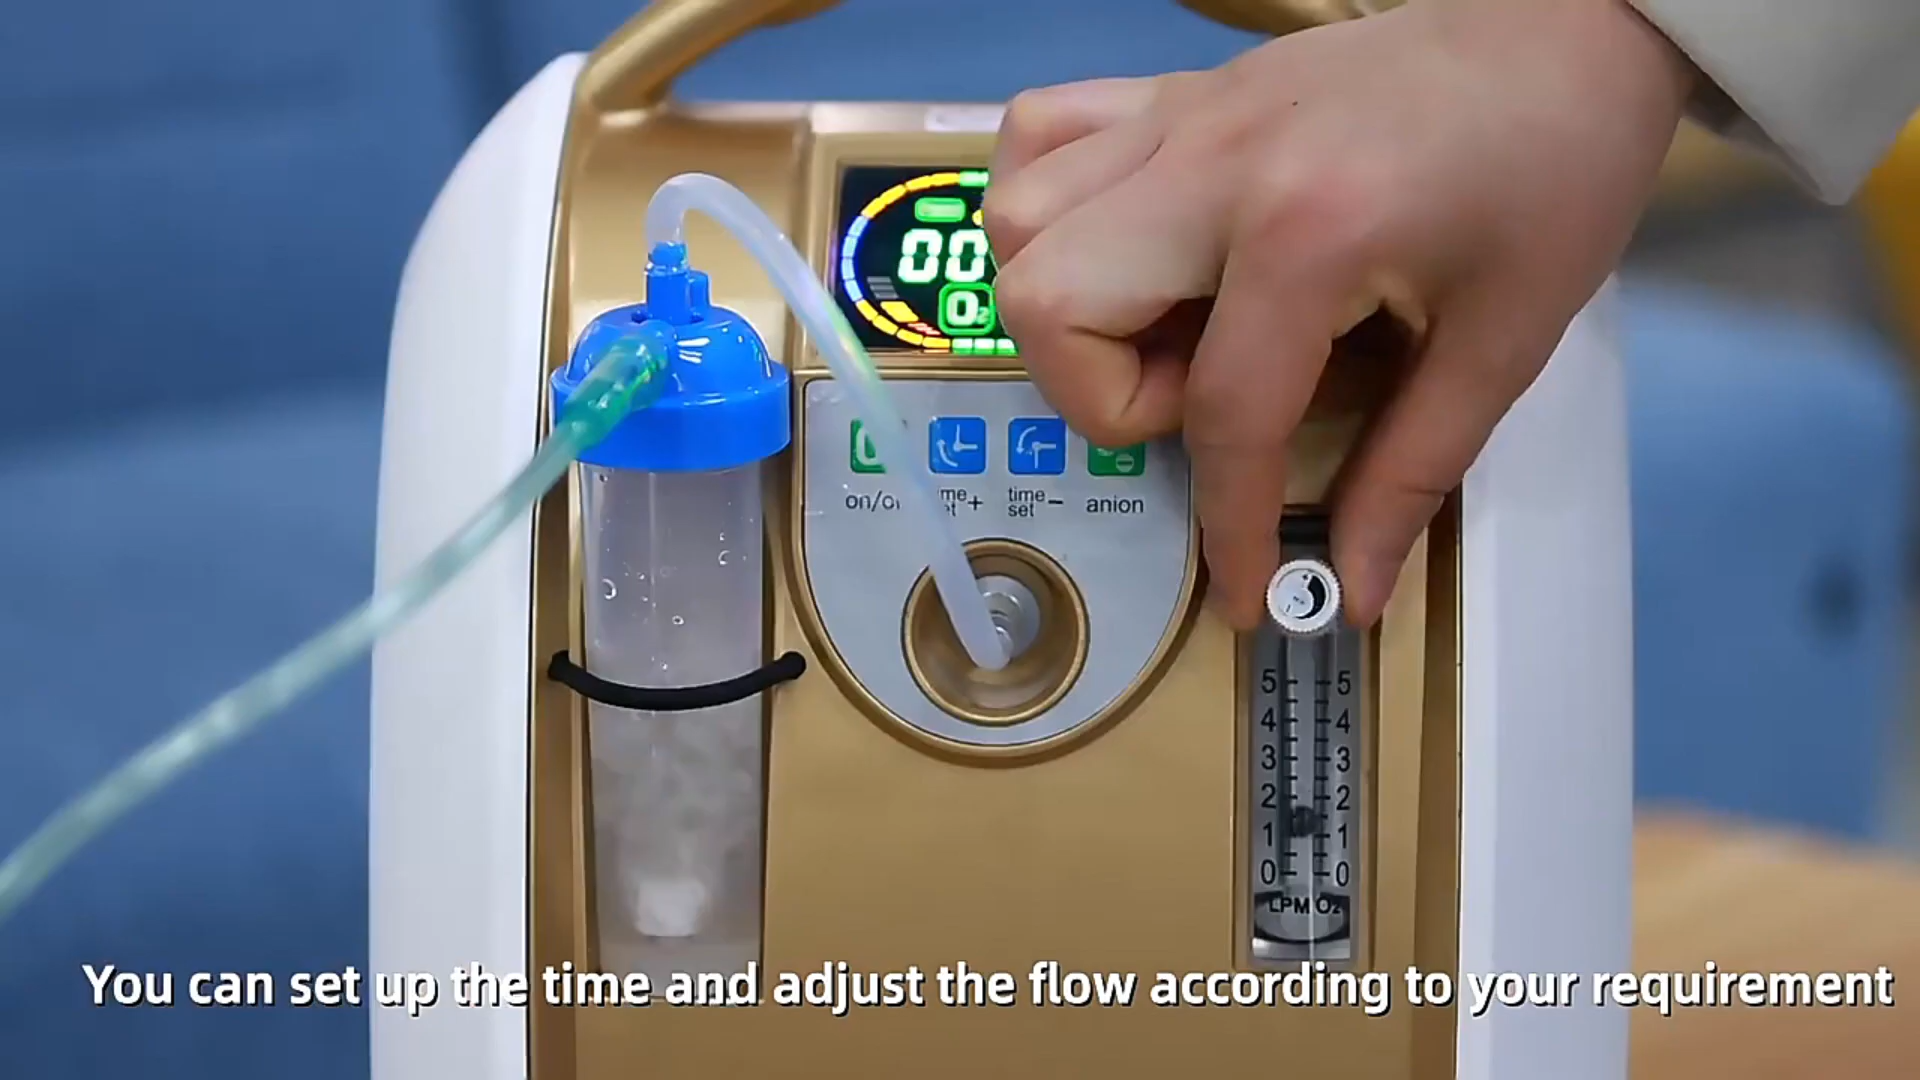 00
O2
on/o
time
set -
anion
5 5
4 4
3 3
2 2
1 1
0 0
LPM O2
You can set up the time and adjust the flow according to your requirement